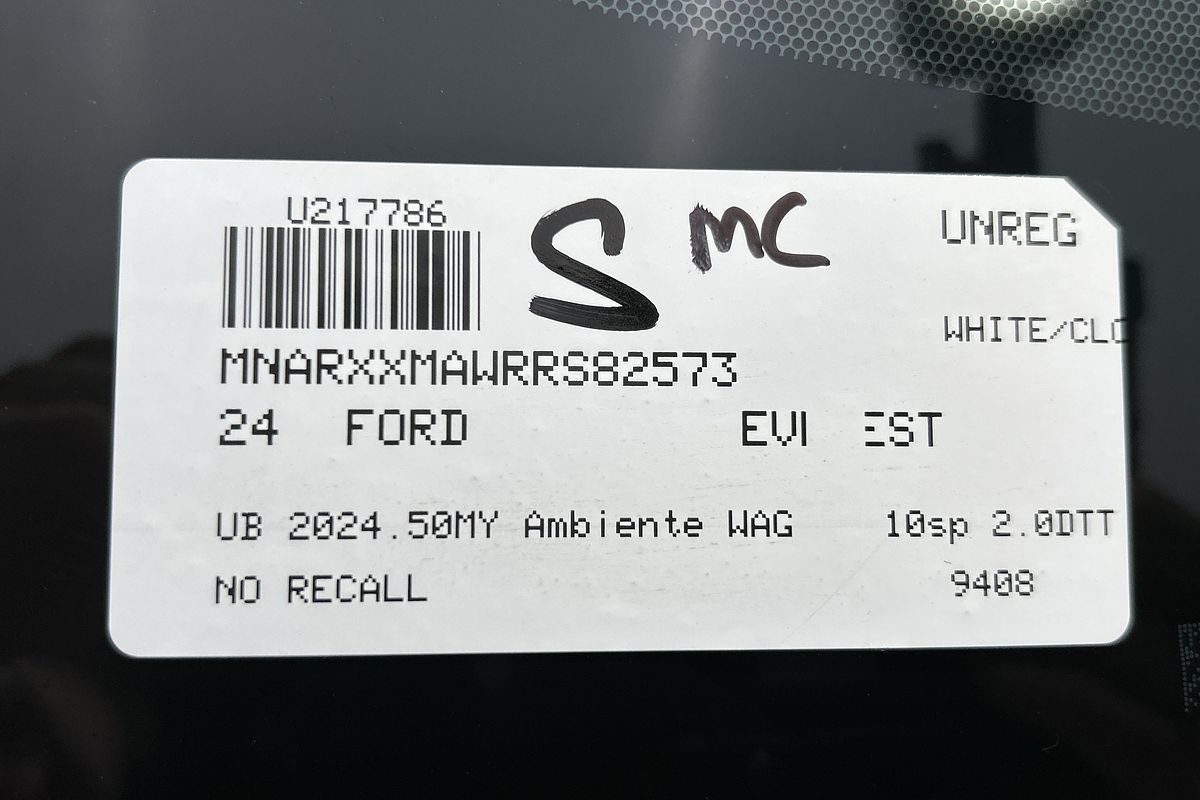 U217786
S MC
UNREG
WHITE/CLO
MNARXXMAWRRS82573
24 FORD EVEREST
UB 2024.50MY Ambiente WAG 10sp 2.0DTT
NO RECALL 9408